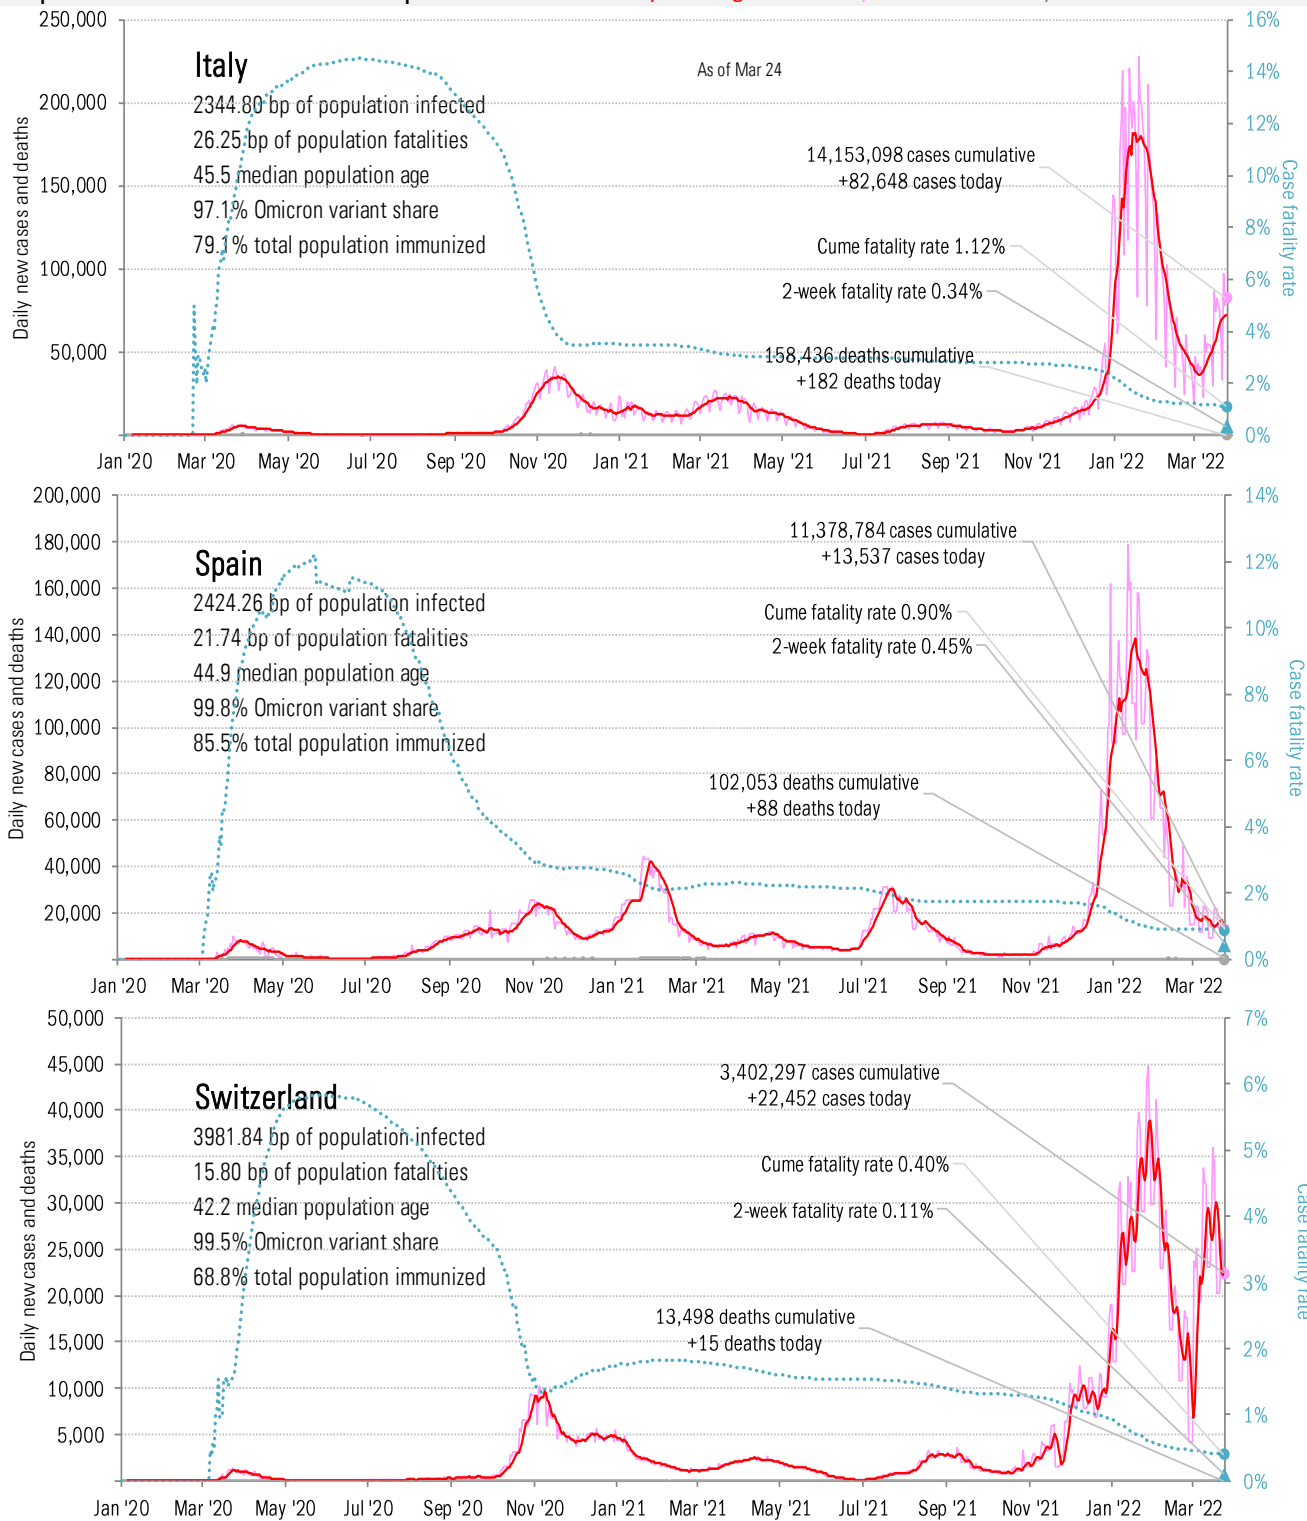 250,000
16%
Italy
As of Mar 24
14%
2344.80 bp of population infected
200,000
12%
26.25 bp of population fatalities
14,153,098 cases cumulative
+82,648 cases today
45.5 median population age
150,000
10%
97.1% Omicron variant share
8%
79.1% total population immunized
Cume fatality rate 1.12%
100,000
6%
2-week fatality rate 0.34%
50,000
4%
158,436 deaths cumulative
+182 deaths today
2%
0%
Daily new cases and deaths
Case fatality rate
Jan '20 Mar '20 May '20 Jul '20 Sep '20 Nov '20 Jan '21 Mar '21 May '21 Jul '21 Sep '21 Nov '21 Jan '22 Mar '22
200,000
14%
180,000
11,378,784 cases cumulative
+13,537 cases today
Spain
12%
160,000
2424.26 bp of population infected
Cume fatality rate 0.90%
10%
140,000
21.74 bp of population fatalities
2-week fatality rate 0.45%
44.9 median population age
120,000
8%
99.8% Omicron variant share
100,000
85.5% total population immunized
6%
80,000
102,053 deaths cumulative
+88 deaths today
60,000
4%
40,000
2%
20,000
0%
Daily new cases and deaths
Case fatality rate
Jan '20 Mar '20 May '20 Jul '20 Sep '20 Nov '20 Jan '21 Mar '21 May '21 Jul '21 Sep '21 Nov '21 Jan '22 Mar '22
50,000
7%
45,000
3,402,297 cases cumulative
+22,452 cases today
6%
Switzerland
40,000
3981.84 bp of population infected
35,000
5%
Cume fatality rate 0.40%
15.80 bp of population fatalities
30,000
42.2 median population age
2-week fatality rate 0.11%
4%
25,000
99.5% Omicron variant share
68.8% total population immunized
3%
20,000
13,498 deaths cumulative
+15 deaths today
15,000
2%
10,000
1%
5,000
0%
Daily new cases and deaths
Case fatality rate
Jan '20 Mar '20 May '20 Jul '20 Sep '20 Nov '20 Jan '21 Mar '21 May '21 Jul '21 Sep '21 Nov '21 Jan '22 Mar '22